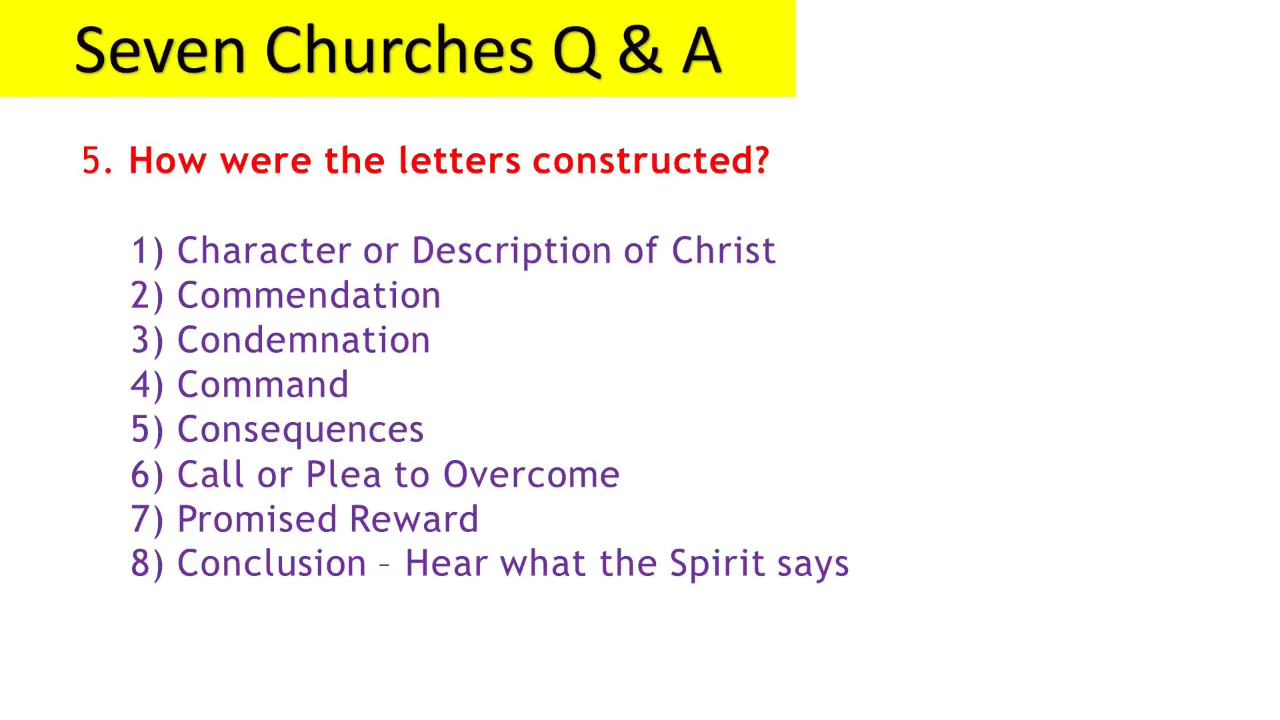 Seven Churches Q & A
5. How were the letters constructed?
1) Character or Description of Christ
2) Commendation
3) Condemnation
4) Command
5) Consequences
6) Call or Plea to Overcome
7) Promised Reward
8) Conclusion – Hear what the Spirit says